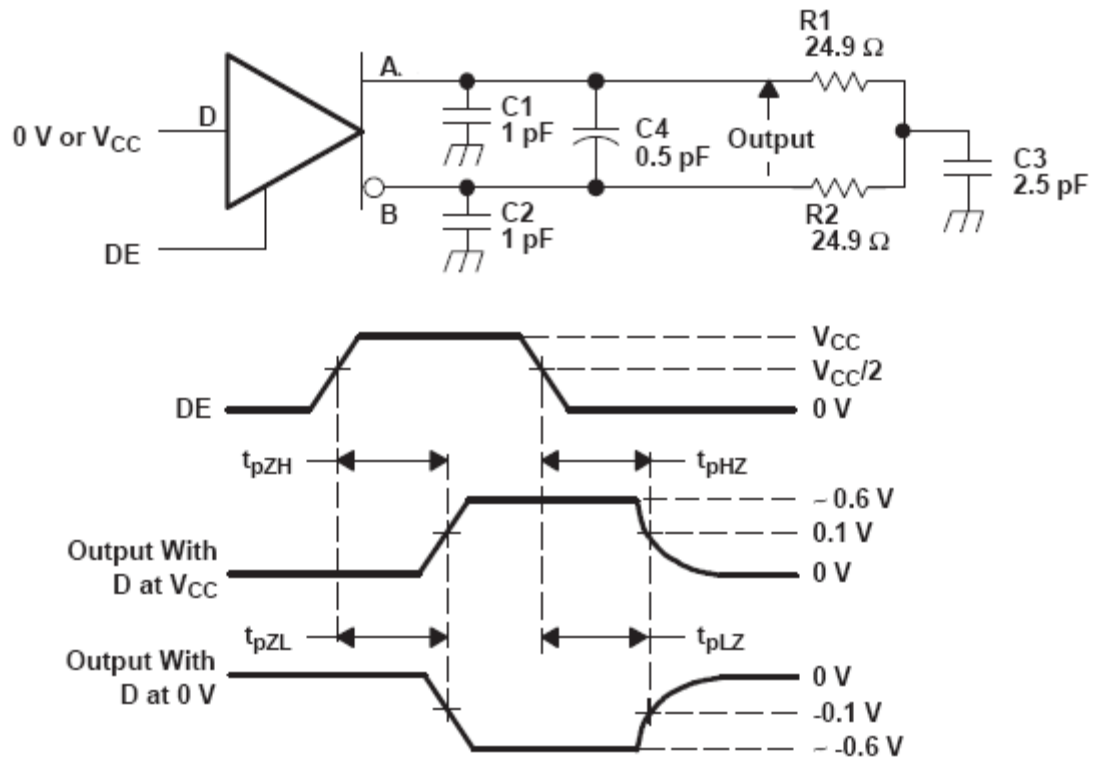 R1
24.9 Ω
A.
D
0 V or VCC
C1
1 pF
C4
0.5 pF
Output
C3
2.5 pF
B
C2
1 pF
R2
24.9 Ω
DE
VCC
VCC/2
DE
0 V
tpZH
tpHZ
~ 0.6 V
0.1 V
Output With
D at VCC
0 V
tpZL
tpLZ
Output With
D at 0 V
0 V
-0.1 V
~ -0.6 V